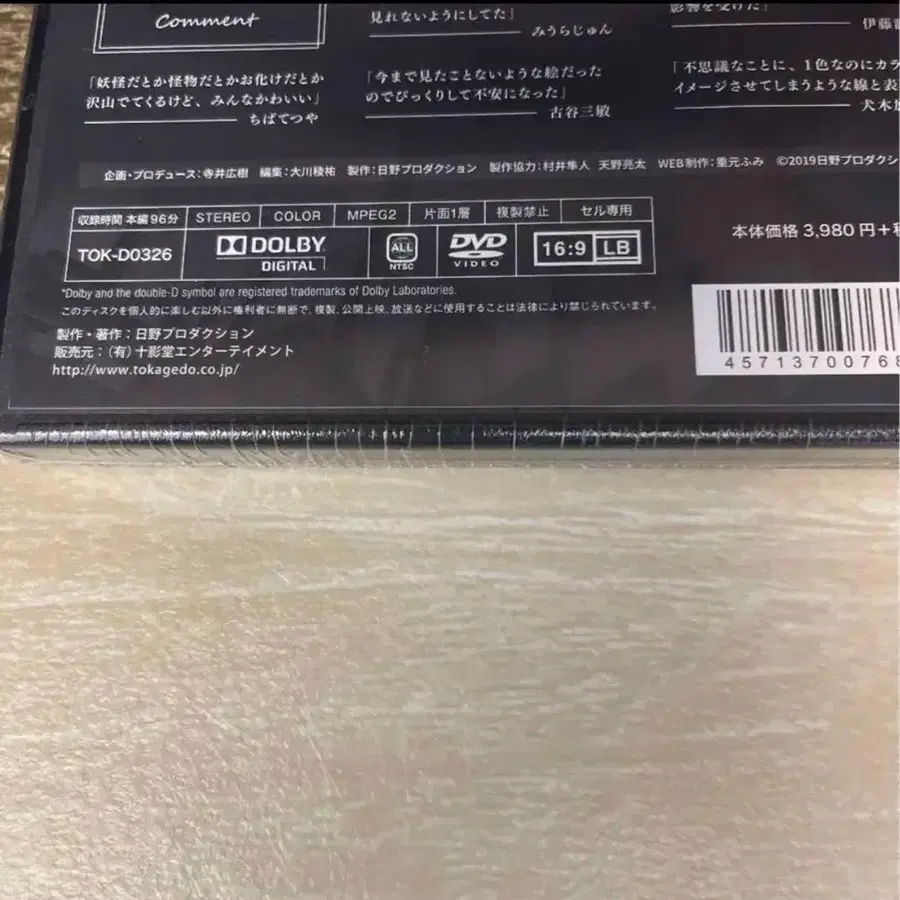 Comment
見れないようにしてた」
みうらじゅん
影響を受けた」
伊藤
「妖怪だとか怪物だとかお化けだとか
沢山でてくるけど、みんなかわいい」
ちばてつや
「今まで見たことないような絵だった
のでびっくりして不安になった」
古谷三敏
「不思議なことに、1色なのにカラ
イメージさせてしまうような線と表
犬木
企画・プロデュース:寺井広樹 編集:大川稜祐 製作:日野プロダクション 製作協力:村井隼人 天野亮太 WEB制作:重元ふみ ©2019日野プロダクシ
収録時間 本編96分 STEREO COLOR MPEG2 片面1層 複製禁止 セル専用
TOK-D0326 DOLBY DIGITAL ALL NTSC DVD VIDEO 16:9 LB
本体価格 3,980円+
*Dolby and the double-D symbol are registered trademarks of Dolby Laboratories.
このディスクを個人的に楽しむ以外に権利者に無断で、複製、公開上映、放送などに使用することは法律により禁じられています。
製作・著作:日野プロダクション
販売元:(有)十影堂エンターテイメント
http://www.tokagedo.co.jp/
45713700768